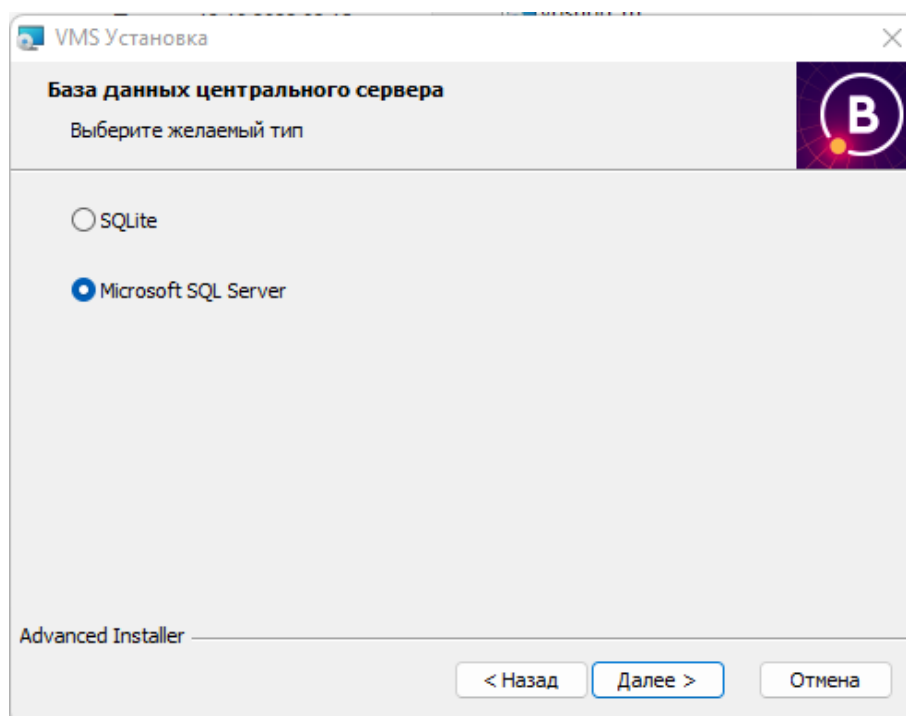 VMS Установка
База данных центрального сервера
Выберите желаемый тип
B
SQLite
Microsoft SQL Server
Advanced Installer
< Назад
Далее >
Отмена